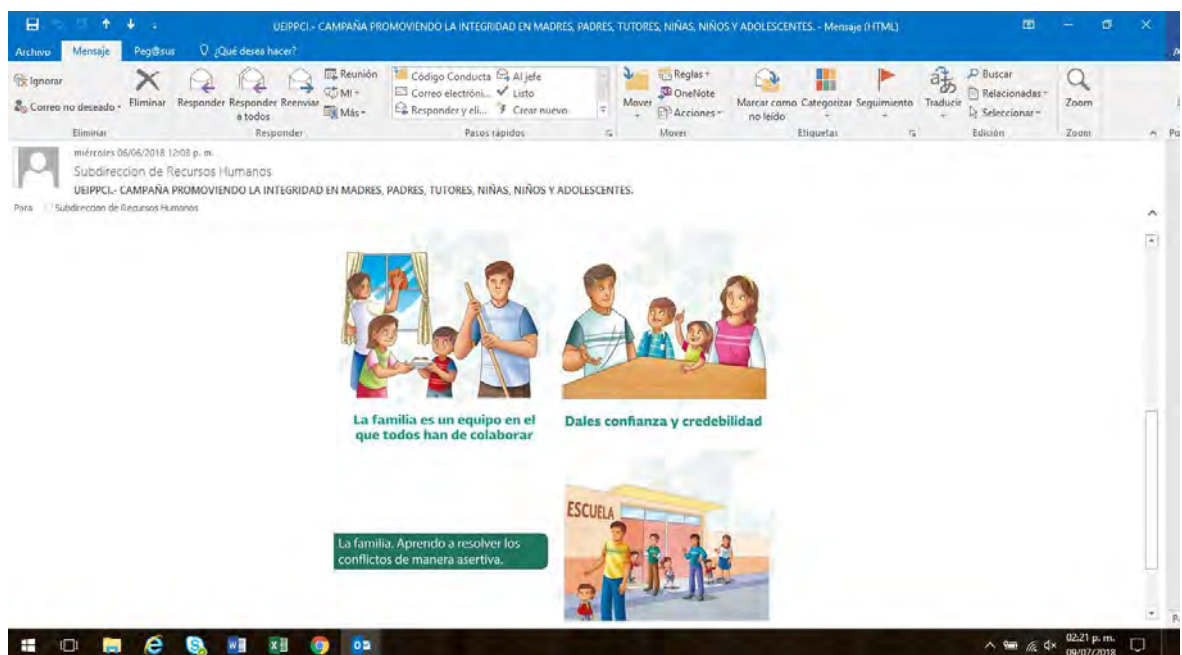 UEIPPCI.- CAMPAÑA PROMOVIENDO LA INTEGRIDAD EN MADRES, PADRES, TUTORES, NIÑAS, NIÑOS Y ADOLESCENTES. - Mensaje (HTML)
Archivo Mensaje Peg@sus ¿Qué desea hacer?
Ignorar
Correo no deseado
Eliminar
Responder
Responder a todos
Reenviar
Reunión
MI
Más
Código Conducta
Al jefe
Correo electróni...
Listo
Responder y eli...
Crear nuevo
Mover
Reglas
OneNote
Acciones
Marcar como no leído
Categorizar
Seguimiento
Traducir
Buscar
Relacionadas
Seleccionar
Zoom
Eliminar Responder Pasos rápidos Mover Etiquetas Edición Zoom
miércoles 06/06/2018 12:03 p. m.
Subdireccion de Recursos Humanos
UEIPPCI.- CAMPAÑA PROMOVIENDO LA INTEGRIDAD EN MADRES, PADRES, TUTORES, NIÑAS, NIÑOS Y ADOLESCENTES.
Para Subdireccion de Recursos Humanos
La familia es un equipo en el
que todos han de colaborar
Dales confianza y credibilidad
ESCUELA
La familia. Aprendo a resolver los
conflictos de manera asertiva.
02:21 p. m.
09/07/2018